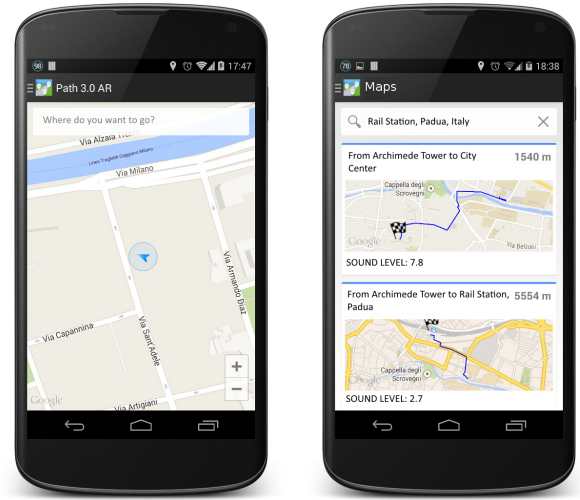 98
17:47
Path 3.0 AR
Where do you want to go?
Via Alzaia
Linea Traghetti Gaggiano Milano
Via Milano
Via Armando Diaz
Via Sant'Adele
Via Capannina
+
−
Google
Via Artigiani
78
18:38
Maps
Rail Station, Padua, Italy
From Archimede Tower to City
Center
1540 m
Cappella degli
Scrovegni
Google
Via Belzoni
SOUND LEVEL: 7.8
From Archimede Tower to Rail Station,
Padua
5554 m
Cappella degli
Scrovegni
Google
SOUND LEVEL: 2.7